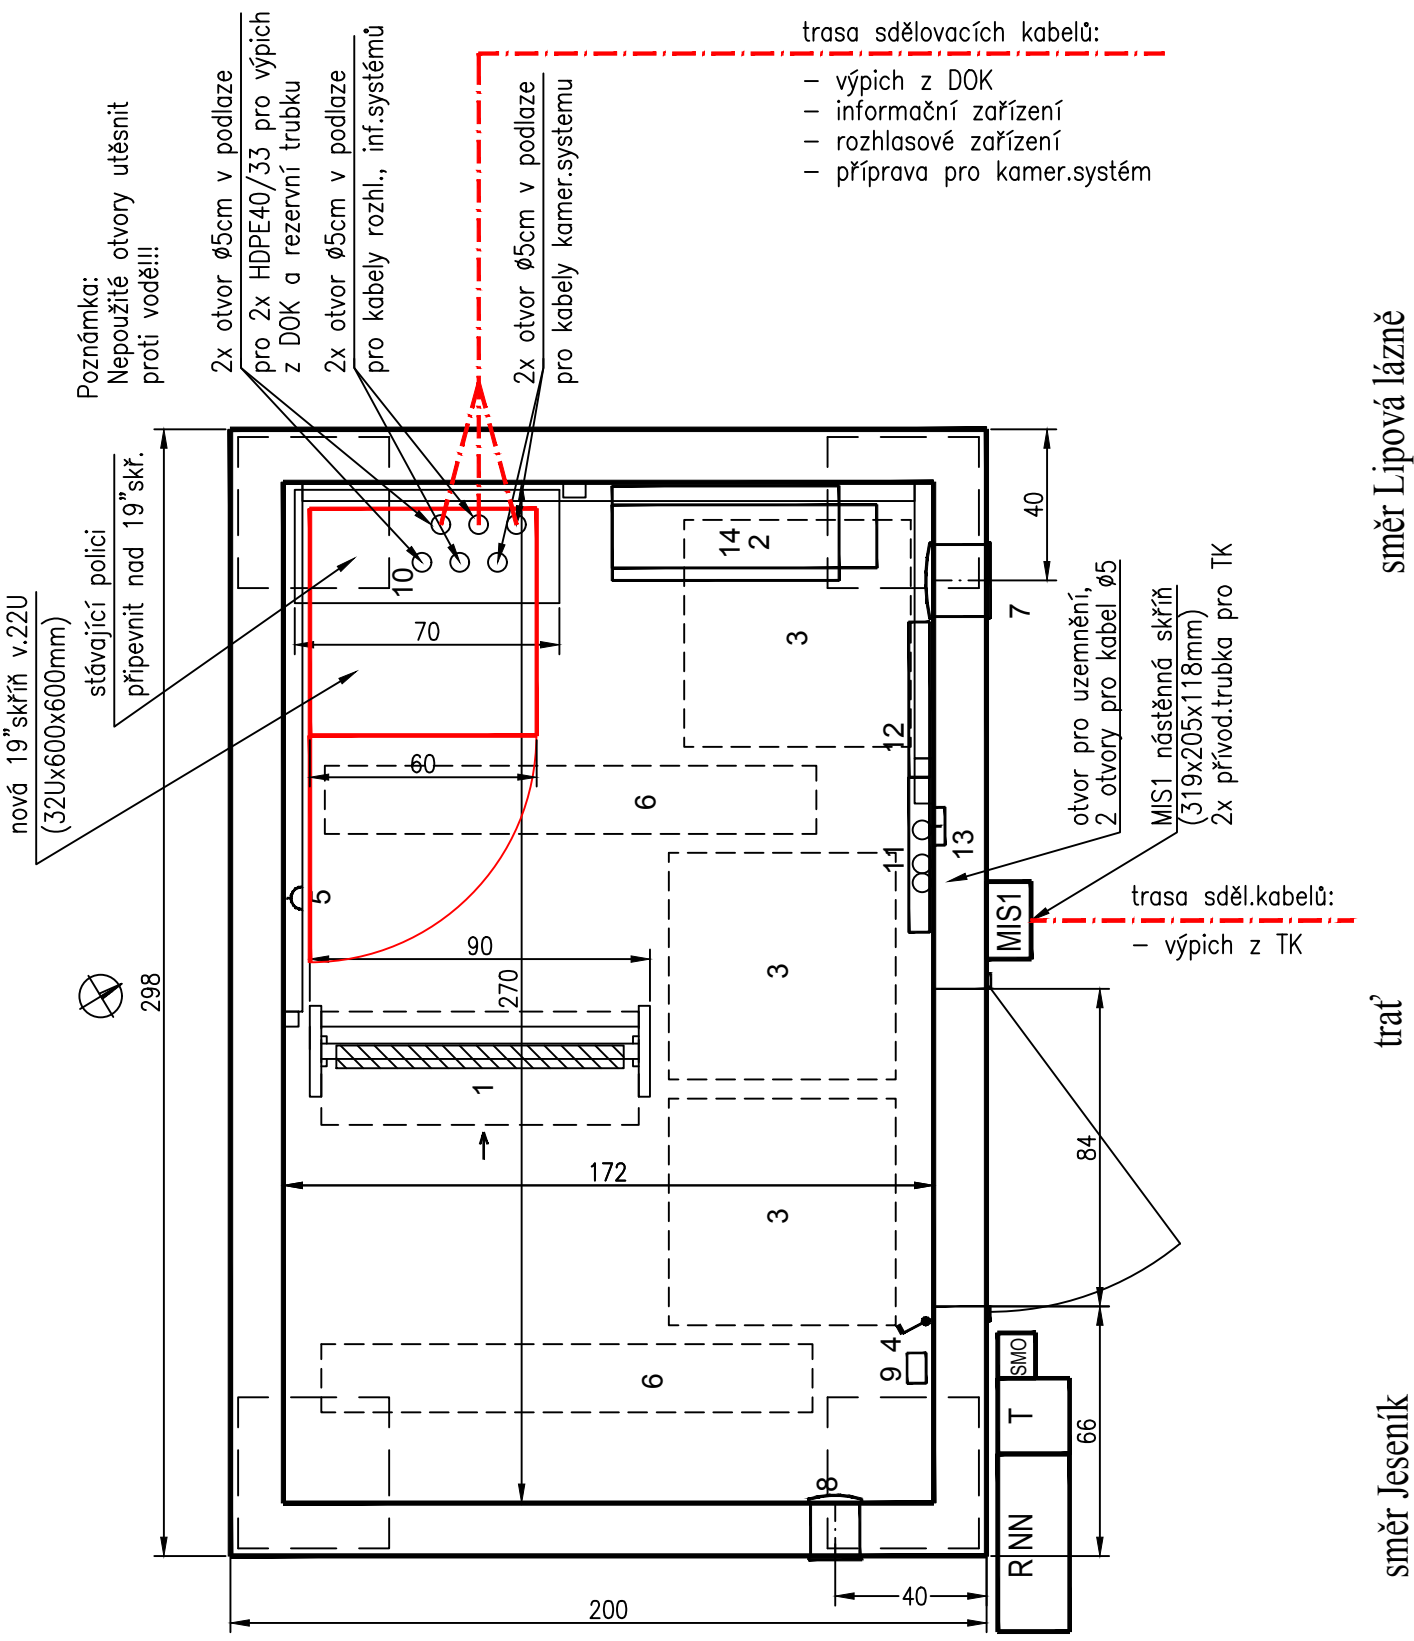 trasa sdělovacích kabelů:
– výpich z DOK
– informační zařízení
– rozhlasové zařízení
– příprava pro kamer.systém
Poznámka:
Nepoužité otvory utěsnit
proti vodě!!!
2x otvor ø5cm v podlaze
pro 2x HDPE40/33 pro výpich
z DOK a rezervní trubku
2x otvor ø5cm v podlaze
pro kabely rozhl., inf.systémů
2x otvor ø5cm v podlaze
pro kabely kamer.systemu
nová 19"skříň v.22U
(32Ux600x600mm)
stávající polici
připevnit nad 19"skř.
298
10
70
60
5
90
270
1
172
6
6
3
3
3
14
2
12
11
13
7
40
4
9
8
84
66
40
200
otvor pro uzemnění,
2 otvory pro kabel ø5
MIS1 nástěnná skříň
(319x205x118mm)
2x přívod.trubka pro TK
MIS1
trasa sděl.kabelů:
– výpich z TK
SMO
T
R NN
směr Lipová lázně
trať
směr Jeseník